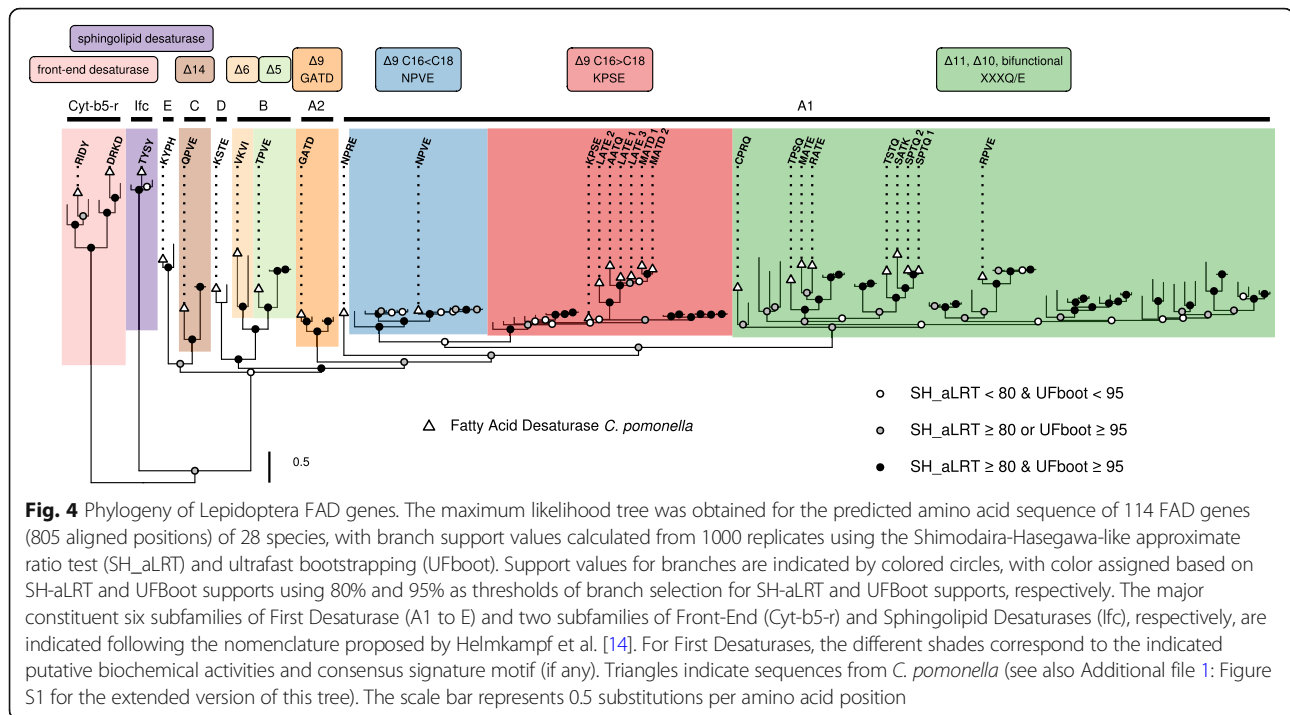 sphingolipid desaturase
front-end desaturase
Δ14
Δ6
Δ5
Δ9
GATD
Δ9 C16<C18
NPVE
Δ9 C16>C18
KPSE
Δ11, Δ10, bifunctional
XXXQ/E
Cyt-b5-r
Ifc
E
C
D
B
A2
A1
RIDY
DRKD
TYSY
KYPH
QPVE
KSTE
VKVI
TPVE
GATD
NPRE
NPVE
KPSE
LATE 2
AATQ
LATE 1
LATE 3
MATD 1
MATD 2
CPRQ
TPSQ
MATE
RATE
TSTQ
SATK
SPTQ 2
SPTQ 1
RPVE
0.5
Fatty Acid Desaturase C. pomonella
SH_aLRT < 80 & UFboot < 95
SH_aLRT ≥ 80 or UFboot ≥ 95
SH_aLRT ≥ 80 & UFboot ≥ 95
Fig. 4 Phylogeny of Lepidoptera FAD genes. The maximum likelihood tree was obtained for the predicted amino acid sequence of 114 FAD genes
(805 aligned positions) of 28 species, with branch support values calculated from 1000 replicates using the Shimodaira-Hasegawa-like approximate
ratio test (SH_aLRT) and ultrafast bootstrapping (UFboot). Support values for branches are indicated by colored circles, with color assigned based on
SH-aLRT and UFBoot supports using 80% and 95% as thresholds of branch selection for SH-aLRT and UFBoot supports, respectively. The major
constituent six subfamilies of First Desaturase (A1 to E) and two subfamilies of Front-End (Cyt-b5-r) and Sphingolipid Desaturases (Ifc), respectively, are
indicated following the nomenclature proposed by Helmkampf et al. [14]. For First Desaturases, the different shades correspond to the indicated
putative biochemical activities and consensus signature motif (if any). Triangles indicate sequences from C. pomonella (see also Additional file 1: Figure
S1 for the extended version of this tree). The scale bar represents 0.5 substitutions per amino acid position